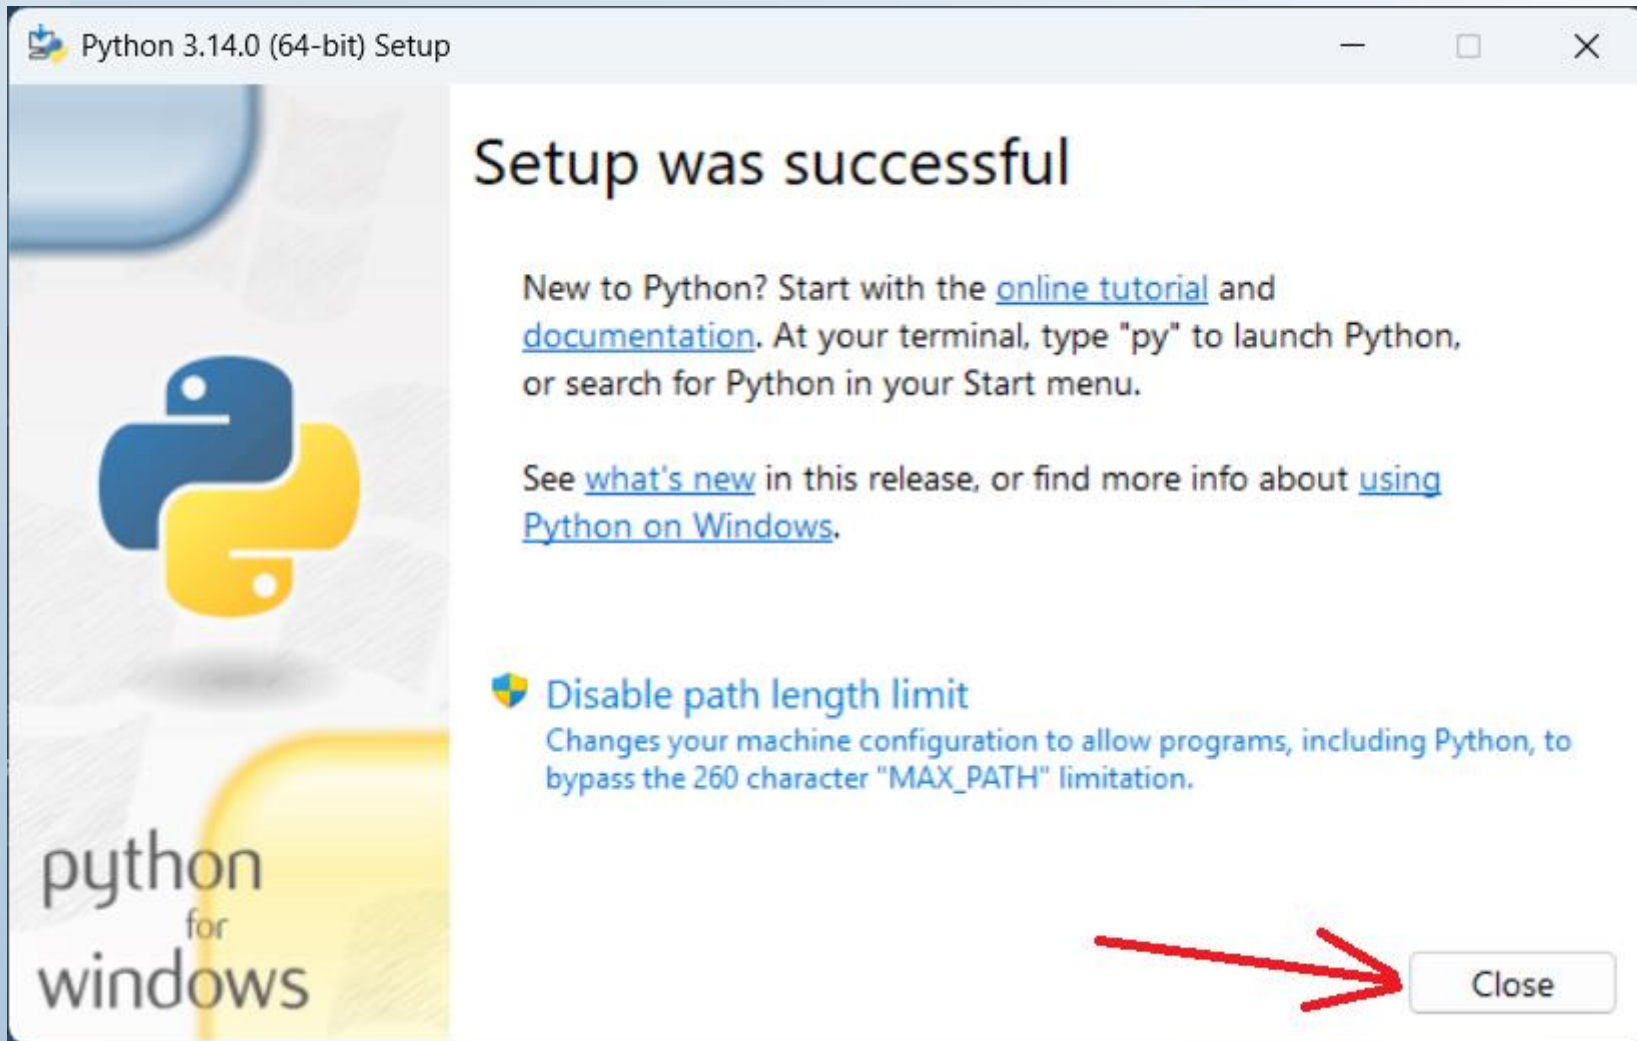 Python 3.14.0 (64-bit) Setup
Setup was successful
New to Python? Start with the online tutorial and
documentation. At your terminal, type "py" to launch Python,
or search for Python in your Start menu.
See what's new in this release, or find more info about using
Python on Windows.
Disable path length limit
Changes your machine configuration to allow programs, including Python, to
bypass the 260 character "MAX_PATH" limitation.
python
for
windows
Close